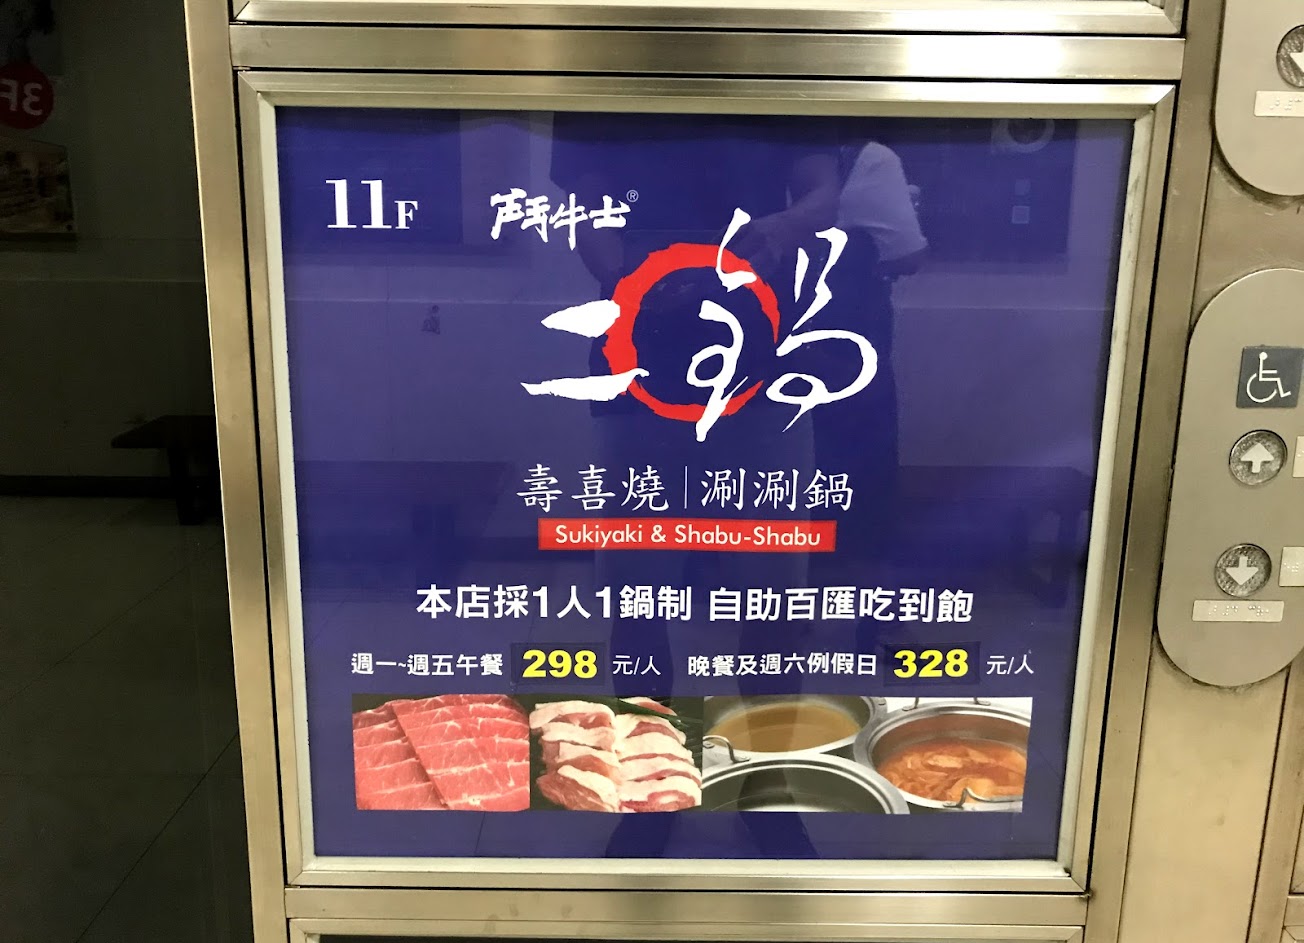 11F
鬥牛士®
二鍋
壽喜燒|涮涮鍋
Sukiyaki & Shabu-Shabu
本店採1人1鍋制 自助百匯吃到飽
週一~週五午餐 298 元/人 晚餐及週六例假日 328 元/人
3F